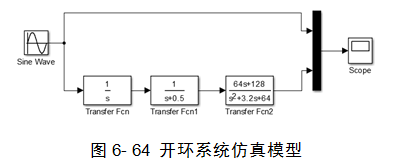 Sine Wave
1
s
Transfer Fcn
1
s+0.5
Transfer Fcn1
64s+128
s²+3.2s+64
Transfer Fcn2
Scope
图 6- 64 开环系统仿真模型